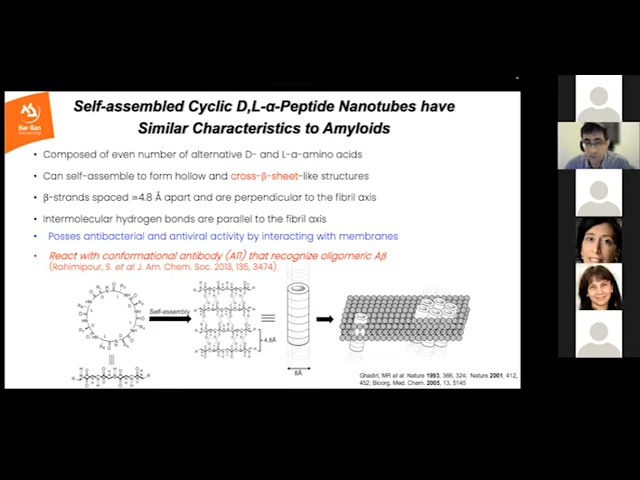 Self-assembled Cyclic D,L-α-Peptide Nanotubes have
Similar Characteristics to Amyloids
Bar-Ilan
University
• Composed of even number of alternative D- and L-α-amino acids
• Can self-assemble to form hollow and cross-β-sheet-like structures
• β-strands spaced ≃4.8 Å apart and are perpendicular to the fibril axis
• Intermolecular hydrogen bonds are parallel to the fibril axis
• Posses antibacterial and antiviral activity by interacting with membranes
• React with conformational antibody (A11) that recognize oligomeric Aβ
(Rahimipour, S. et al. J. Am. Chem. Soc. 2013, 135, 3474).
Self-assembly
4.8Å
8Å
Ghadiri, MR et al. Nature 1993, 366, 324; Nature 2001, 412,
452; Bioorg. Med. Chem. 2005, 13, 5145